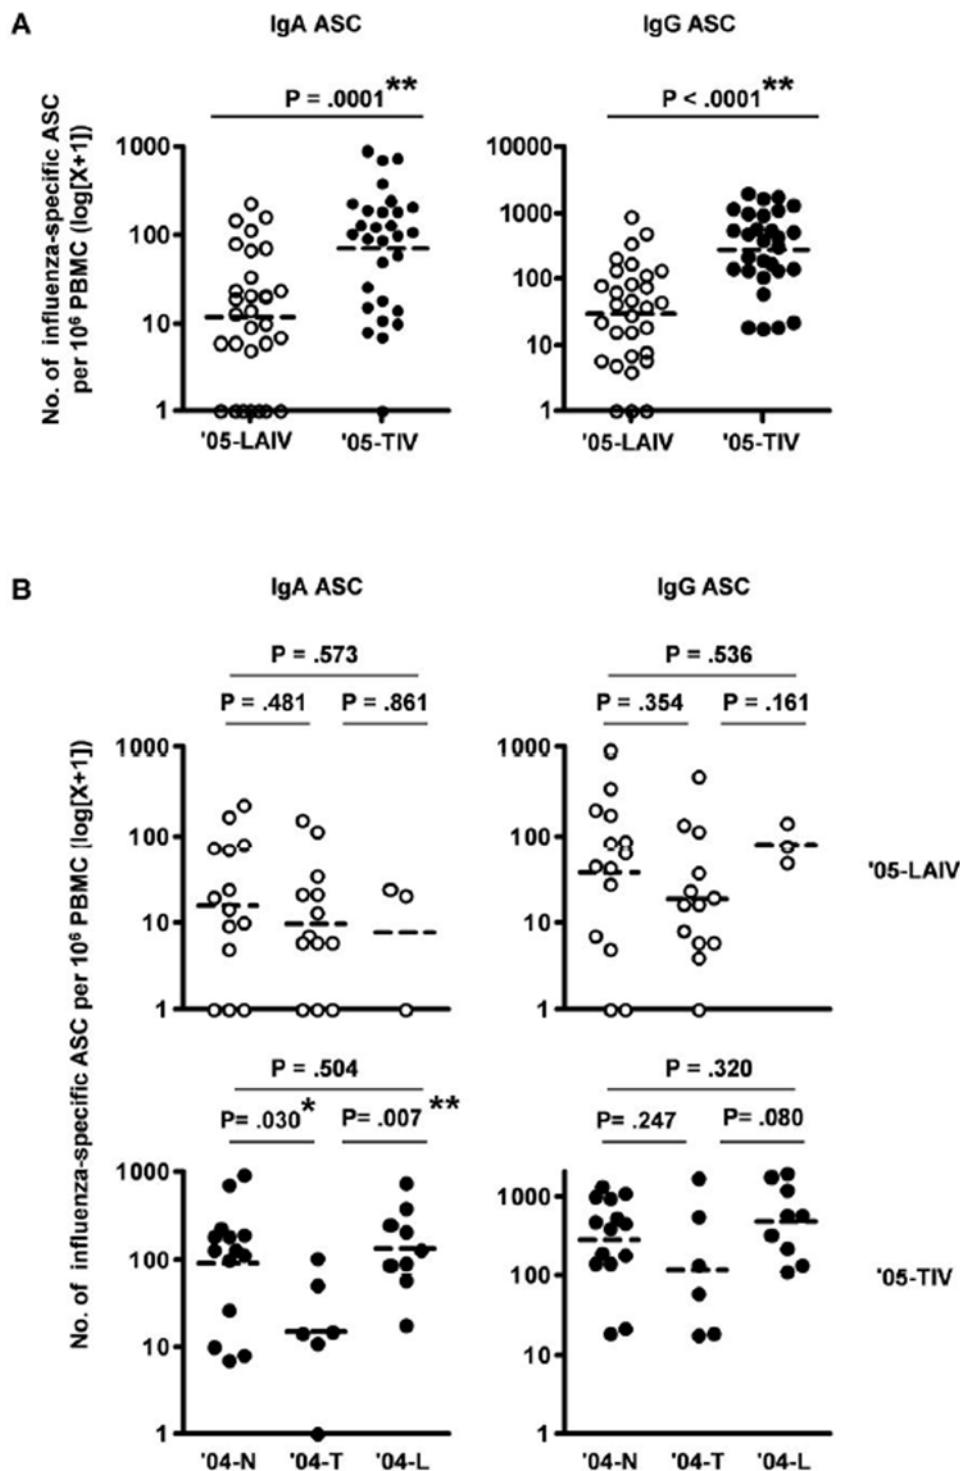 A
IgA ASC
IgG ASC
P = .0001**
P < .0001**
No. of influenza-specific ASC
per 10⁶ PBMC (log[X+1])
1000
100
10
1
'05-LAIV
'05-TIV
10000
1000
100
10
1
'05-LAIV
'05-TIV
B
IgA ASC
IgG ASC
P = .573
P = .481
P = .861
P = .536
P = .354
P = .161
No. of influenza-specific ASC per 10⁶ PBMC [log[X+1])
1000
100
10
1
1000
100
10
1
'05-LAIV
P = .504
P= .030*
P= .007**
P = .320
P= .247
P= .080
1000
100
10
1
'04-N
'04-T
'04-L
1000
100
10
1
'04-N
'04-T
'04-L
'05-TIV